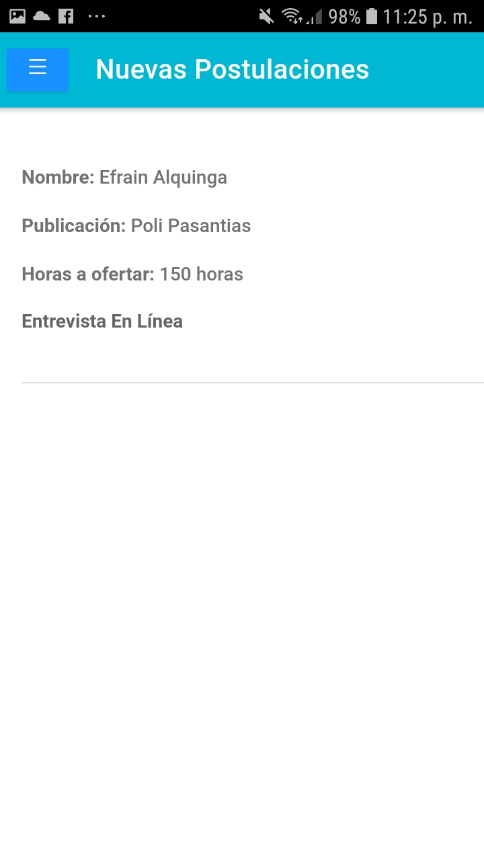 98% 11:25 p. m.
Nuevas Postulaciones
Nombre: Efrain Alquinga
Publicación: Poli Pasantias
Horas a ofertar: 150 horas
Entrevista En Línea